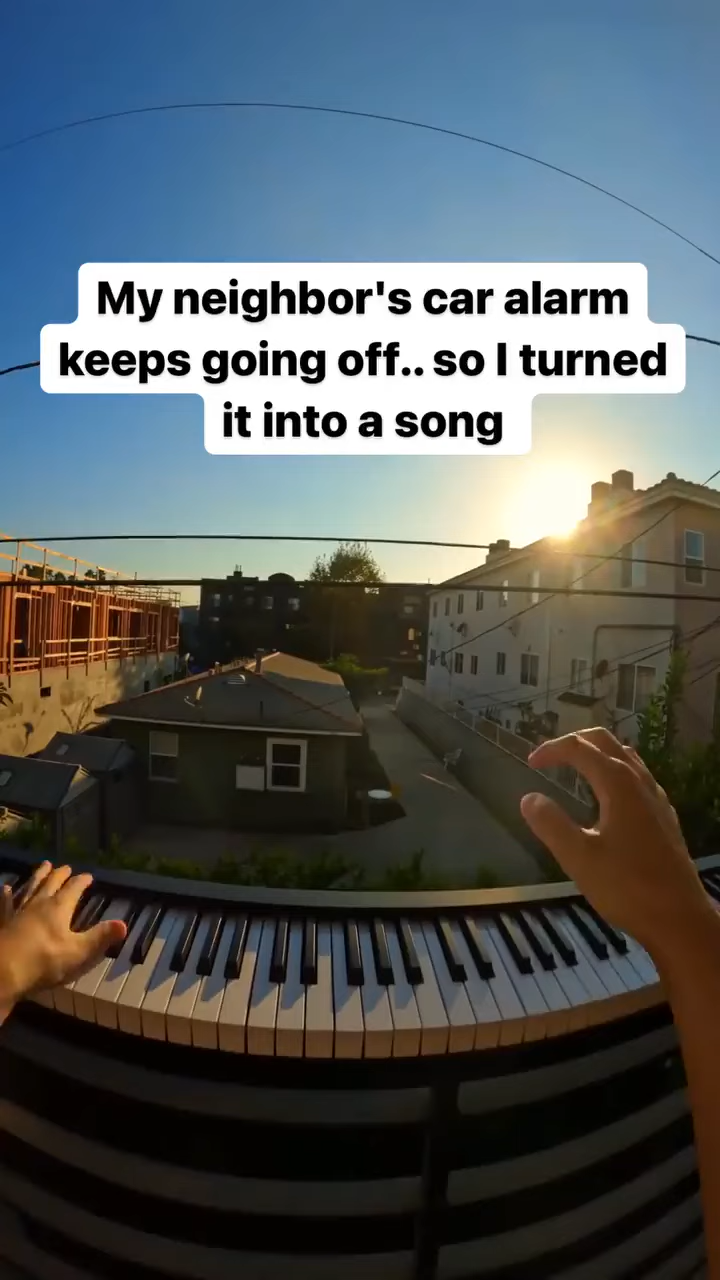 My neighbor's car alarm
keeps going off.. so I turned
it into a song